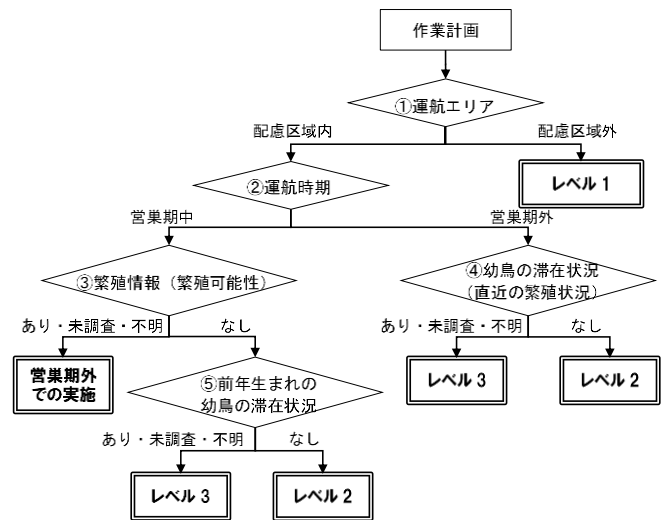 作業計画
①運航エリア
配慮区域内
配慮区域外
②運航時期
レベル 1
営巣期中
営巣期外
③繁殖情報(繁殖可能性)
④幼鳥の滞在状況
(直近の繁殖状況)
あり・未調査・不明
なし
あり・未調査・不明
なし
営巣期外
での実施
⑤前年生まれの
幼鳥の滞在状況
レベル 3
レベル 2
あり・未調査・不明
なし
レベル 3
レベル 2